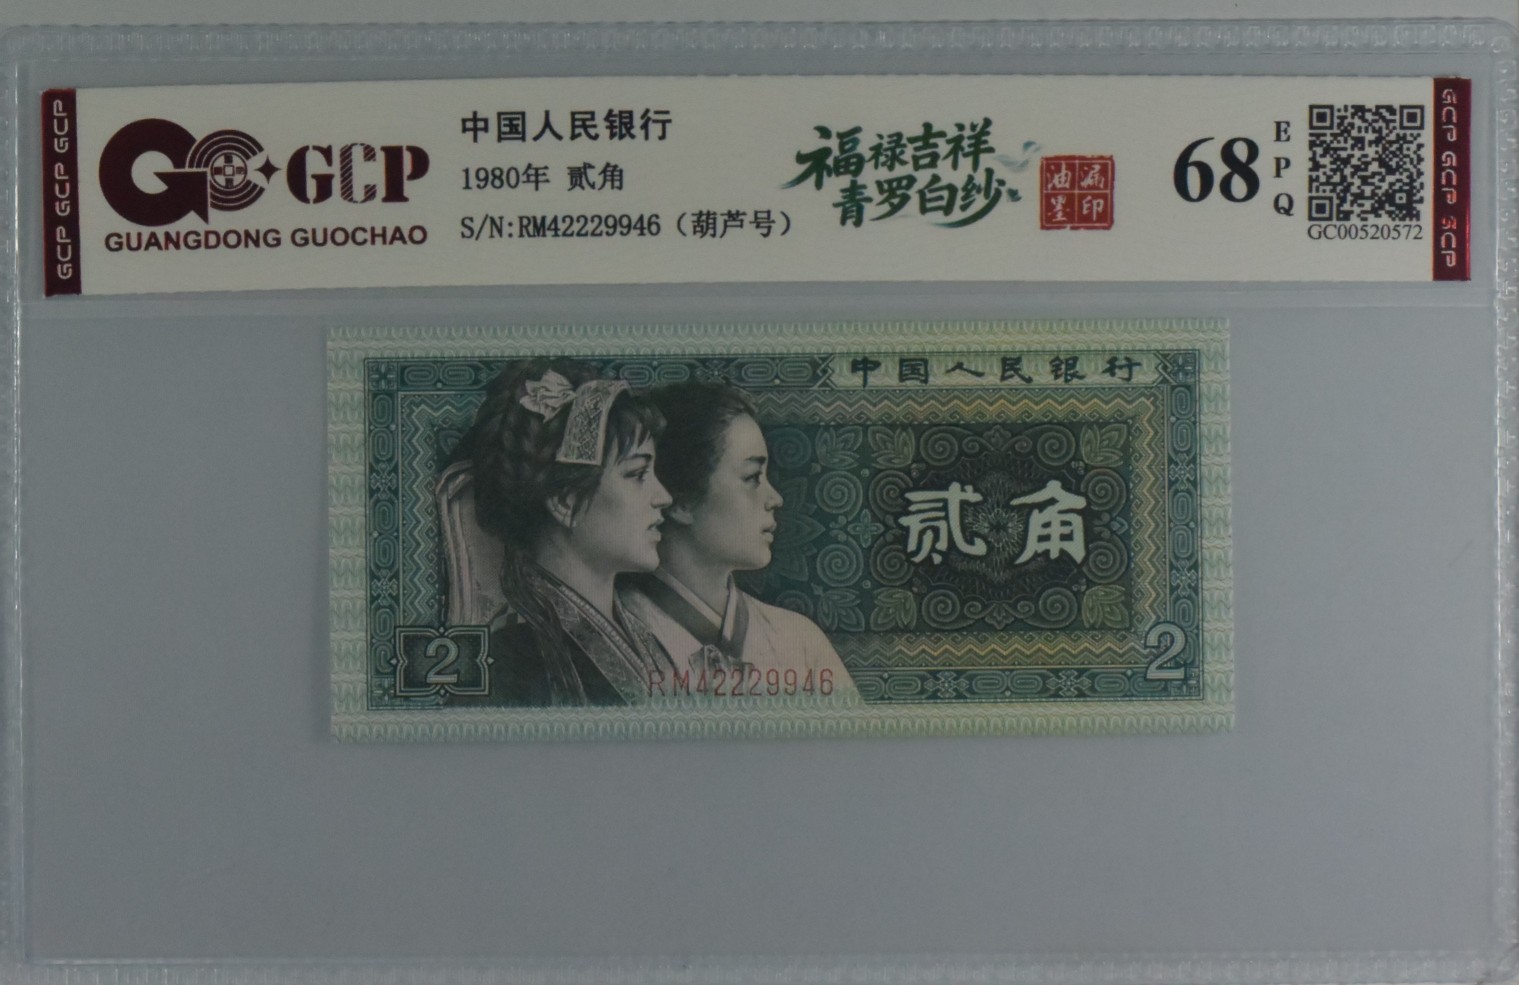 GCP GCP GCP
GCP
GUANGDONG GUOCHAO
中国人民银行
1980年 贰角
S/N:RM42229946（葫芦号）
福禄吉祥
青罗白纱
油墨
漏印
68
EPQ
GC00520572
GCP GCP GCP
中国人民银行
贰角
2
2
RM42229946